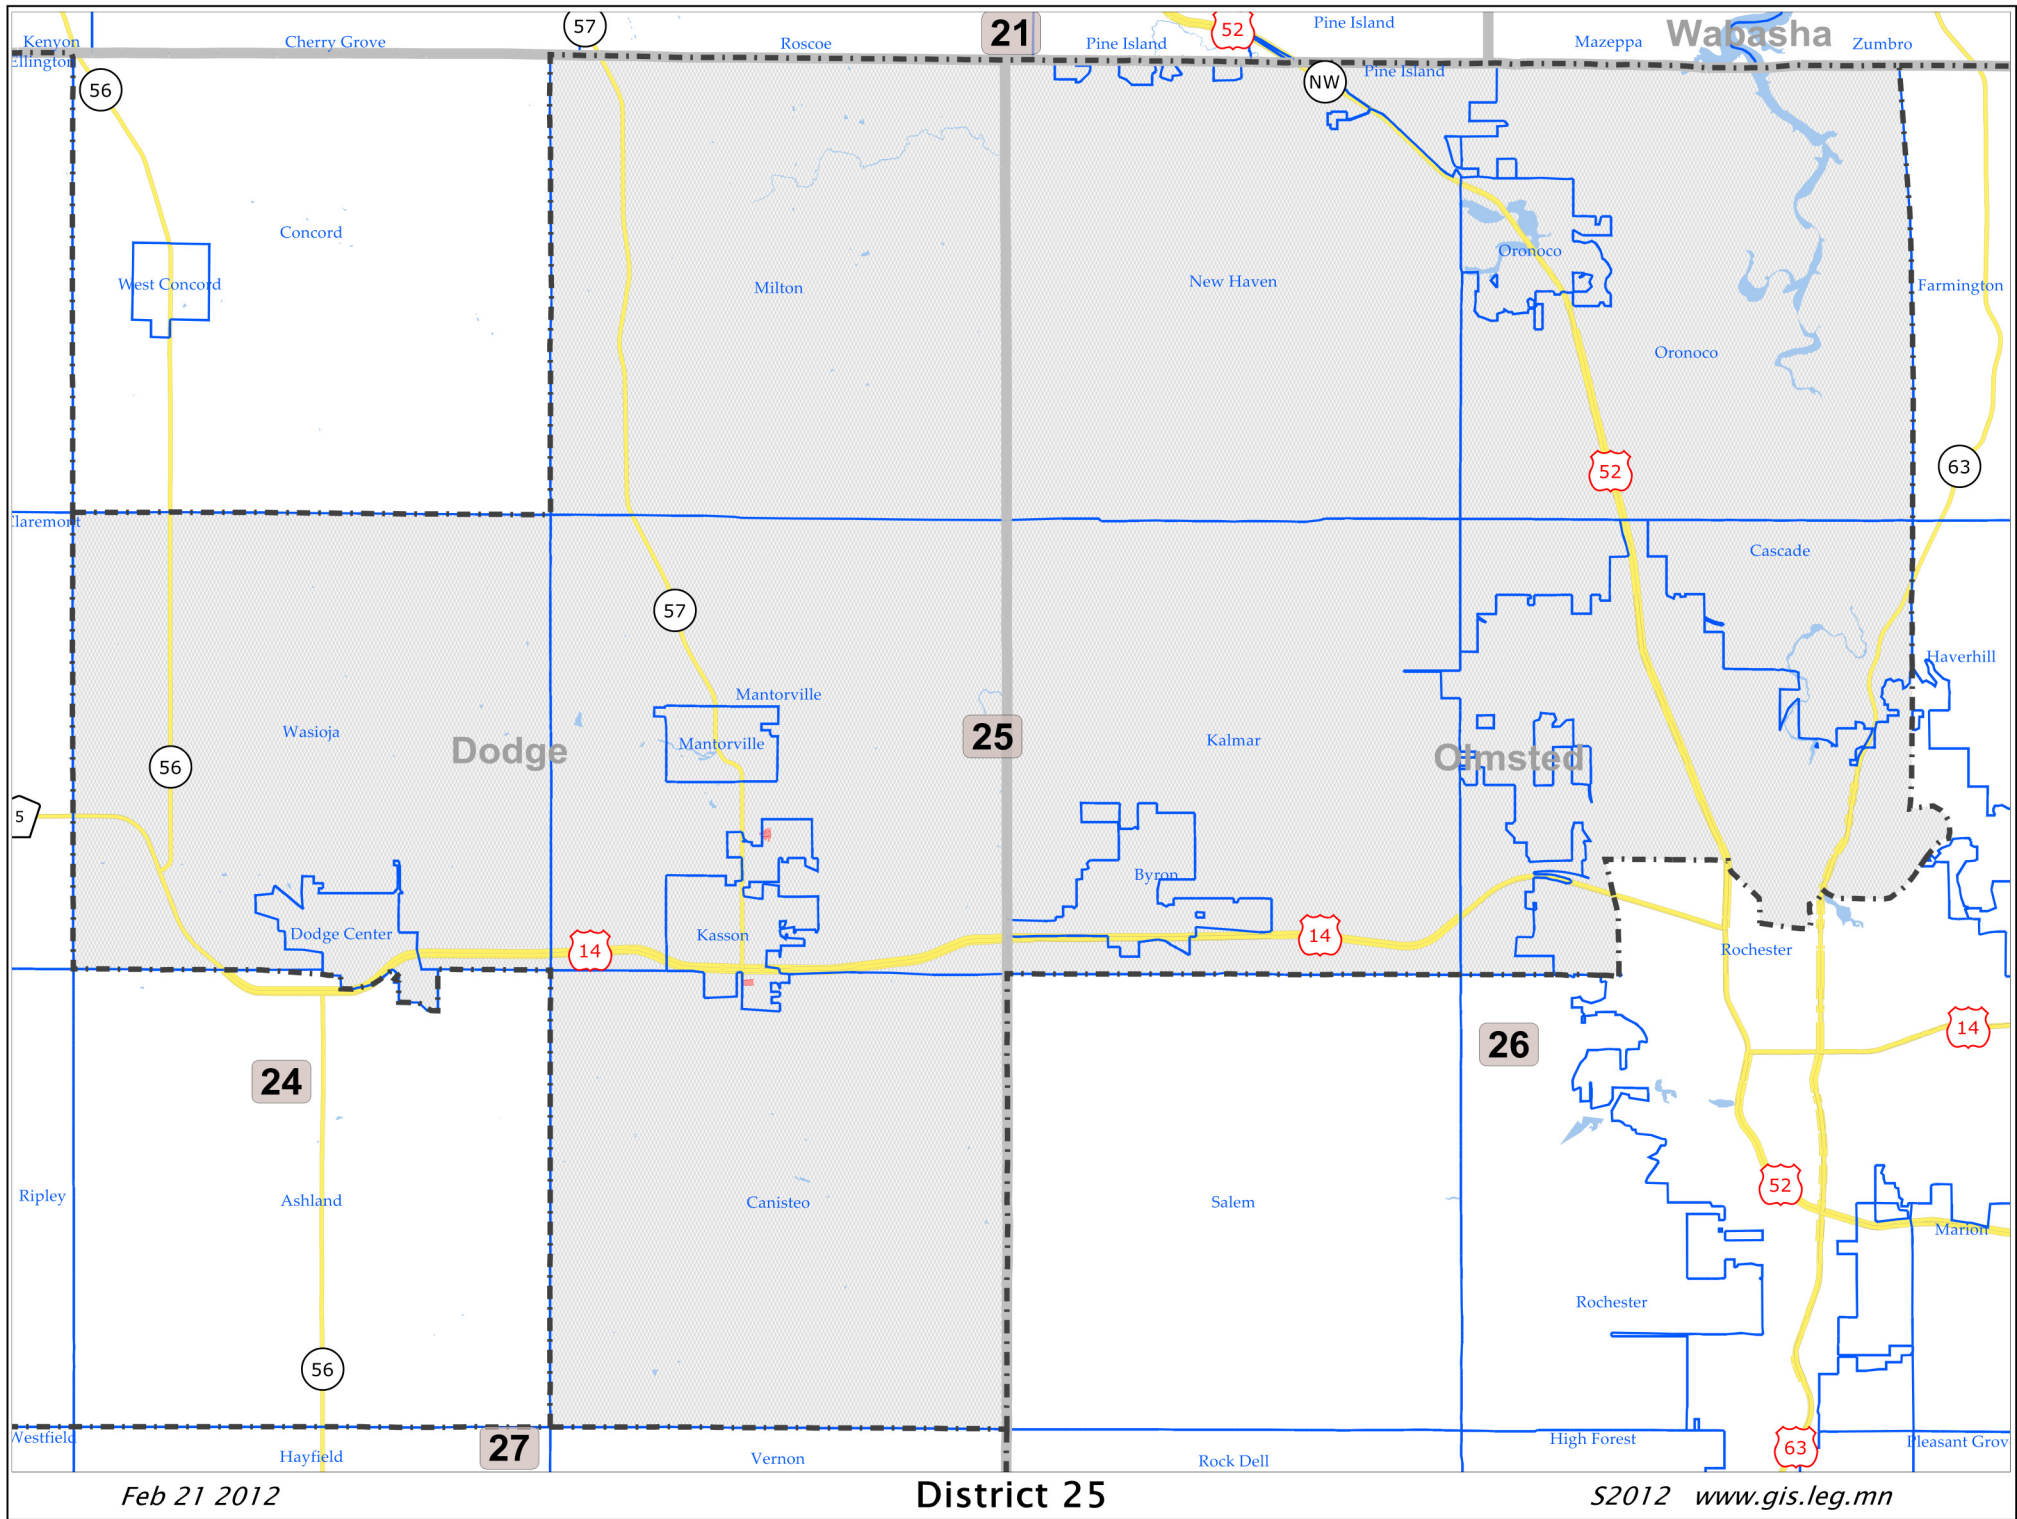 57
21
52
Pine Island
Wabasha
Kenyon
Cherry Grove
Roscoe
Pine Island
Mazeppa
Zumbro
Ellington
Pine Island
56
NW
Concord
West Concord
Milton
New Haven
Oronoco
Farmington
Oronoco
52
63
Claremont
Cascade
57
Haverhill
Mantorville
Wasioja
Dodge
Mantorville
25
Kalmar
Olmsted
56
5
Byron
Dodge Center
Kasson
14
14
Rochester
24
26
14
Ripley
Ashland
Canisteo
Salem
52
Marion
Rochester
56
Westfield
Hayfield
27
Vernon
Rock Dell
High Forest
63
Pleasant Grov
Feb 21 2012
District 25
S2012 www.gis.leg.mn